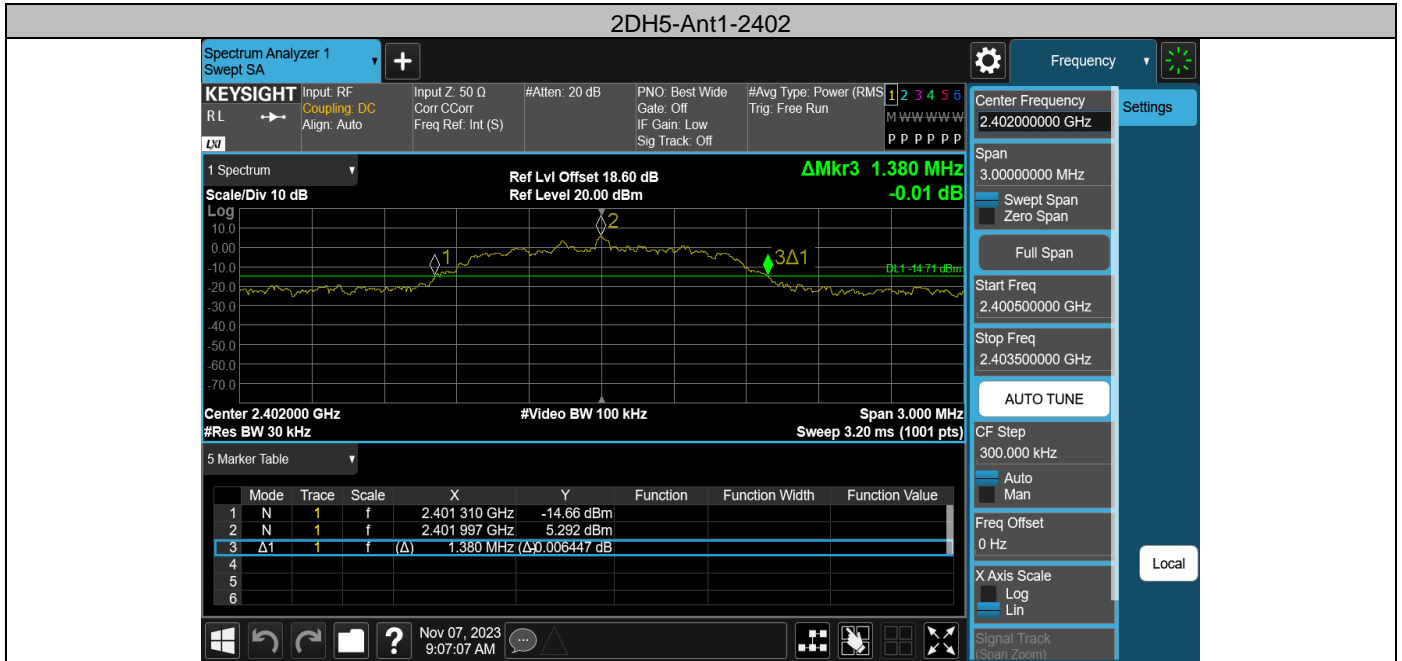 2DH5-Ant1-2402
Spectrum Analyzer 1
Swept SA
+
Frequency
KEYSIGHT
RL
LXI
Input: RF
Coupling: DC
Align: Auto
Input Z: 50 Ω
Corr CCorr
Freq Ref: Int (S)
#Atten: 20 dB
PNO: Best Wide
Gate: Off
IF Gain: Low
Sig Track: Off
#Avg Type: Power (RMS
Trig: Free Run
1 2 3 4 5 6
M W W W W W
P P P P P P
1 Spectrum
Scale/Div 10 dB
Ref Lvl Offset 18.60 dB
Ref Level 20.00 dBm
ΔMkr3 1.380 MHz
-0.01 dB
Log
10.0
0.00
-10.0
-20.0
-30.0
-40.0
-50.0
-60.0
-70.0
1
2
3Δ1
DL1 -14.71 dBm
Center 2.402000 GHz
#Video BW 100 kHz
Span 3.000 MHz
#Res BW 30 kHz
Sweep 3.20 ms (1001 pts)
5 Marker Table
Mode Trace Scale X Y Function Function Width Function Value
1 N 1 f 2.401 310 GHz -14.66 dBm
2 N 1 f 2.401 997 GHz 5.292 dBm
3 Δ1 1 f (Δ) 1.380 MHz (Δ)-0.006447 dB
4
5
6
?
Nov 07, 2023
9:07:07 AM
Center Frequency
2.402000000 GHz
Settings
Span
3.00000000 MHz
Swept Span
Zero Span
Full Span
Start Freq
2.400500000 GHz
Stop Freq
2.403500000 GHz
AUTO TUNE
CF Step
300.000 kHz
Auto
Man
Freq Offset
0 Hz
Local
X Axis Scale
Log
Lin
Signal Track
(Span Zoom)